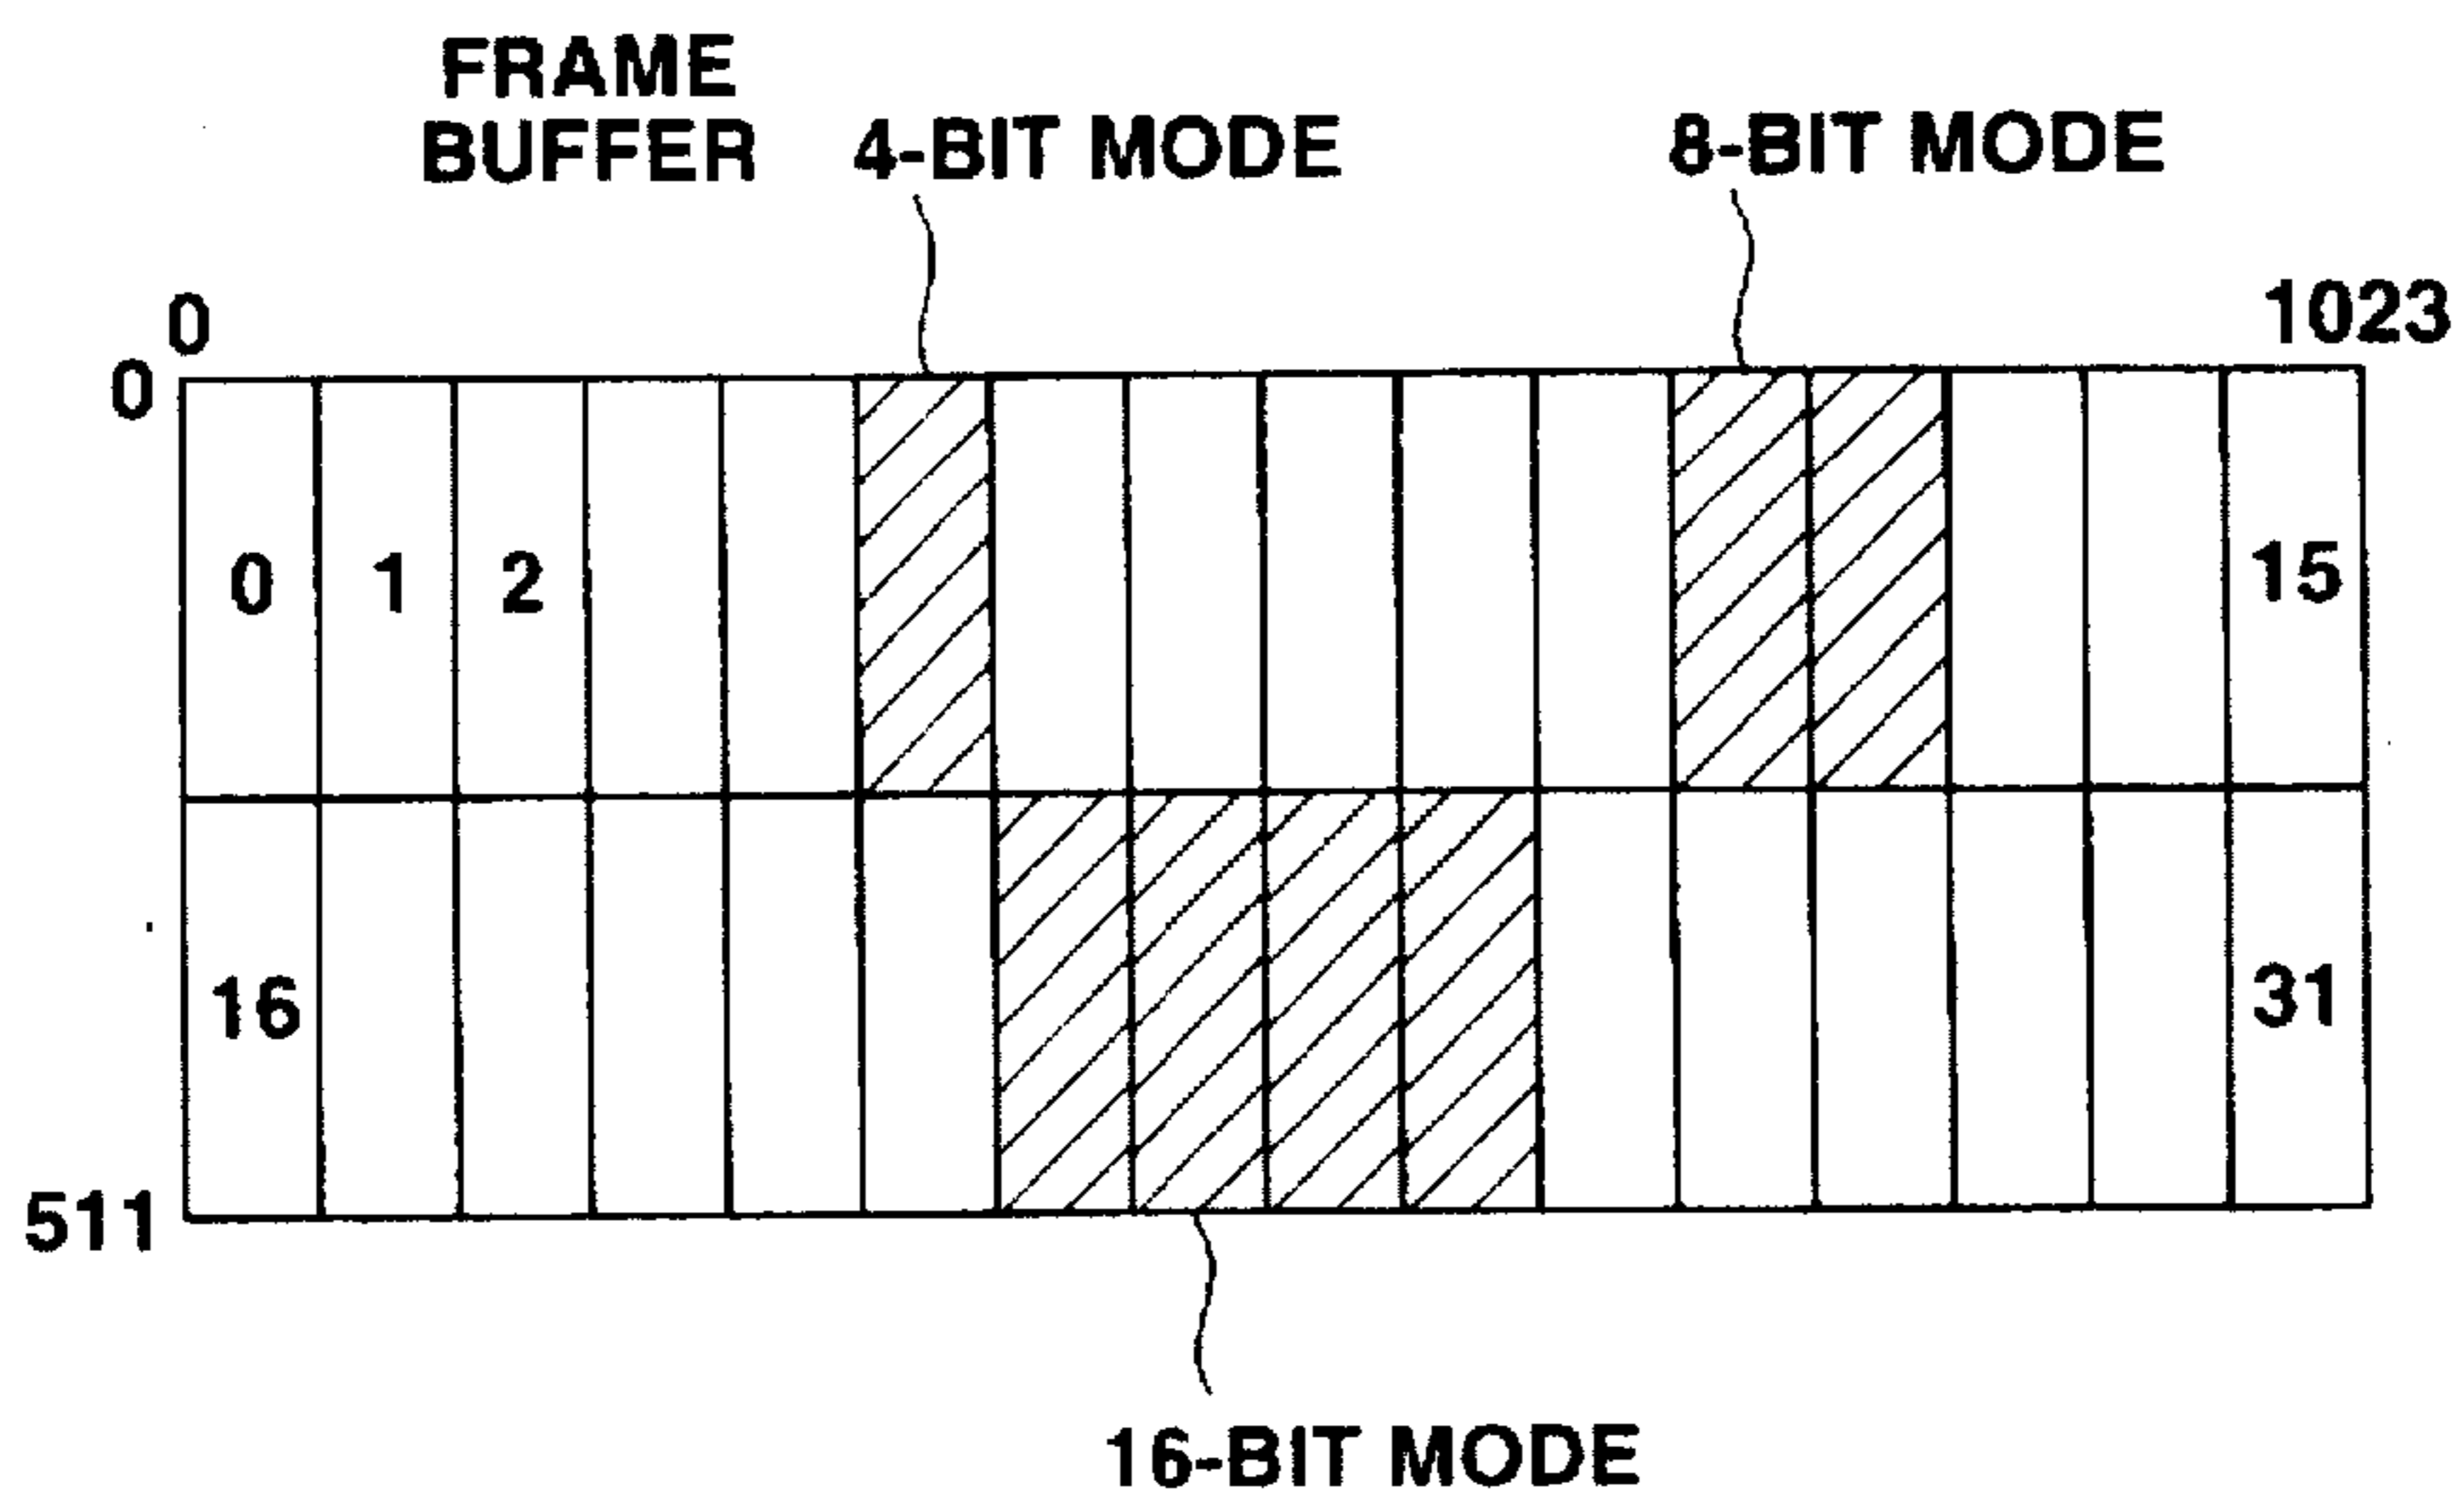 FRAME
BUFFER
4-BIT MODE
8-BIT MODE
0
1023
0
0
1
2
15
16
31
511
16-BIT MODE